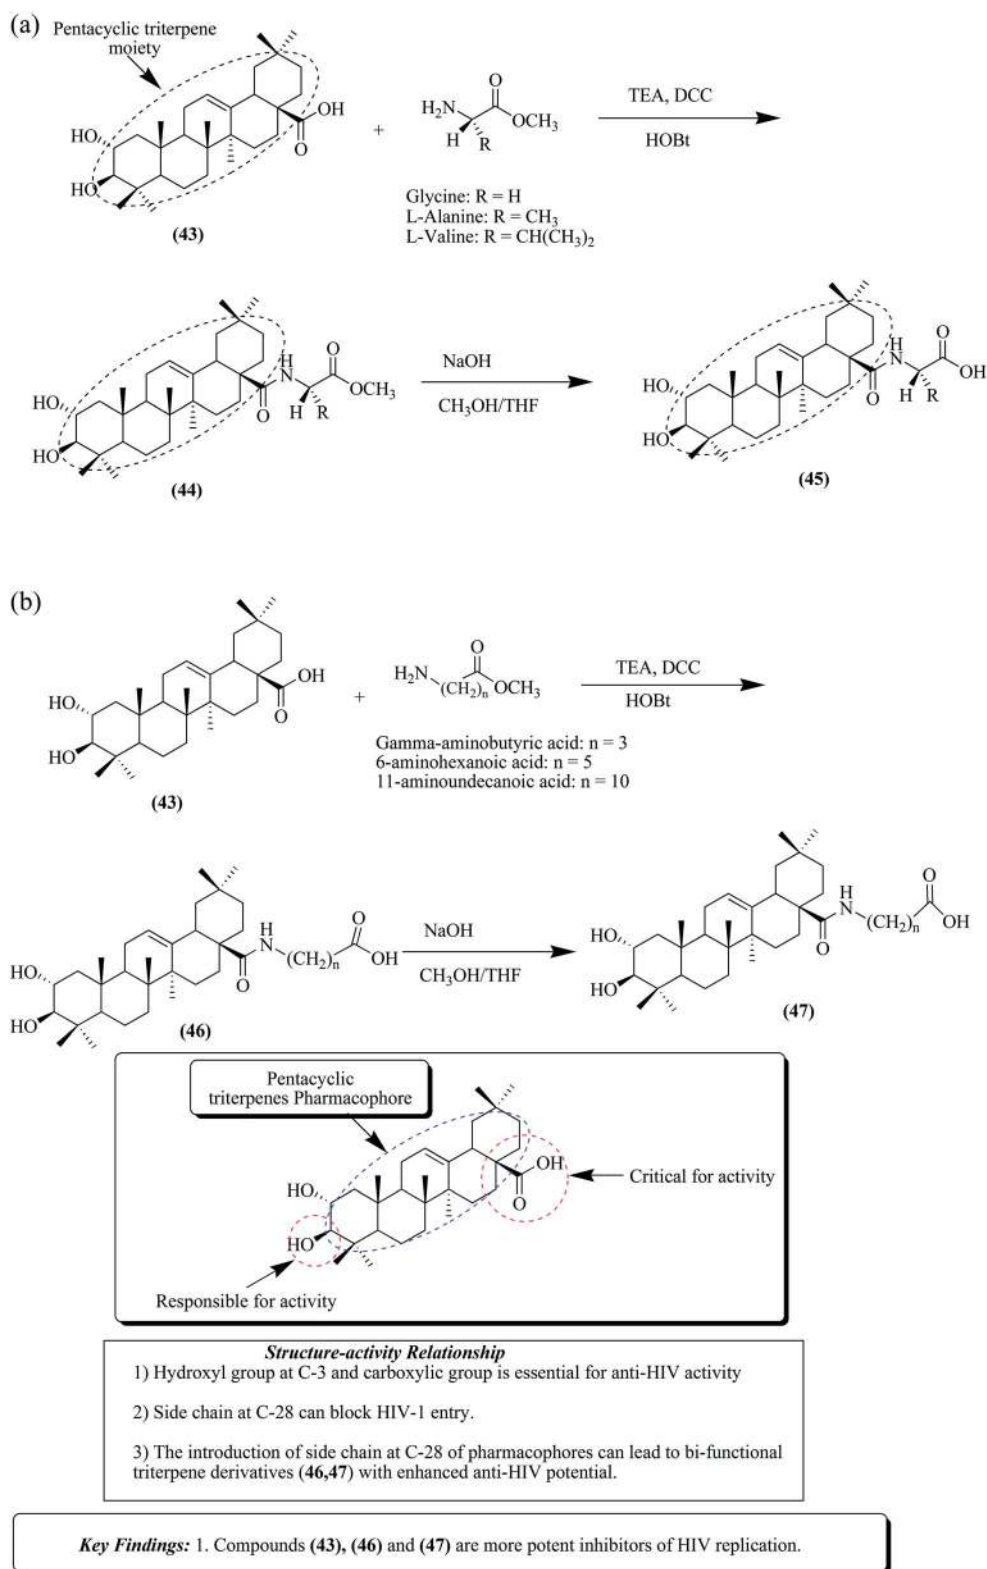 (a)
Pentacyclic triterpene
moiety
HO
HO
OH
O
(43)
+
H₂N
O
OCH₃
H
R
TEA, DCC
HOBt
Glycine: R = H
L-Alanine: R = CH₃
L-Valine: R = CH(CH₃)₂
HO
HO
H
N
O
O
OCH₃
H
R
(44)
NaOH
CH₃OH/THF
HO
HO
H
N
O
O
OH
H
R
(45)
(b)
HO
HO
OH
O
(43)
+
H₂N
O
(CH₂)ₙ
OCH₃
TEA, DCC
HOBt
Gamma-aminobutyric acid: n = 3
6-aminohexanoic acid: n = 5
11-aminoundecanoic acid: n = 10
HO
HO
H
N
O
(CH₂)ₙ
O
OH
(46)
NaOH
CH₃OH/THF
HO
HO
H
N
O
(CH₂)ₙ
O
OH
(47)
Pentacyclic
triterpenes Pharmacophore
HO
HO
OH
O
Critical for activity
Responsible for activity
Structure-activity Relationship
1) Hydroxyl group at C-3 and carboxylic group is essential for anti-HIV activity
2) Side chain at C-28 can block HIV-1 entry.
3) The introduction of side chain at C-28 of pharmacophores can lead to bi-functional
triterpene derivatives (46,47) with enhanced anti-HIV potential.
Key Findings: 1. Compounds (43), (46) and (47) are more potent inhibitors of HIV replication.